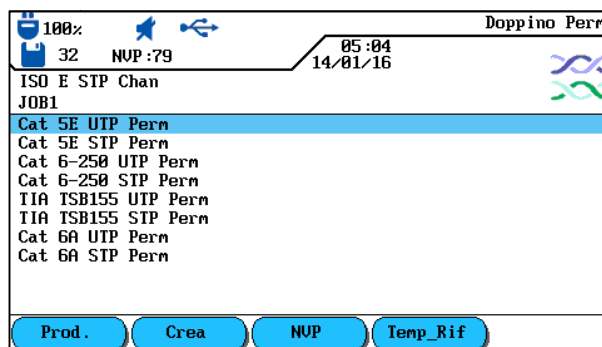 100%
Doppino Perm
32 NVP:79
05:04
14/01/16
ISO E STP Chan
JOB1
Cat 5E UTP Perm
Cat 5E STP Perm
Cat 6-250 UTP Perm
Cat 6-250 STP Perm
TIA TSB155 UTP Perm
TIA TSB155 STP Perm
Cat 6A UTP Perm
Cat 6A STP Perm
Prod. Crea NVP Temp_Rif